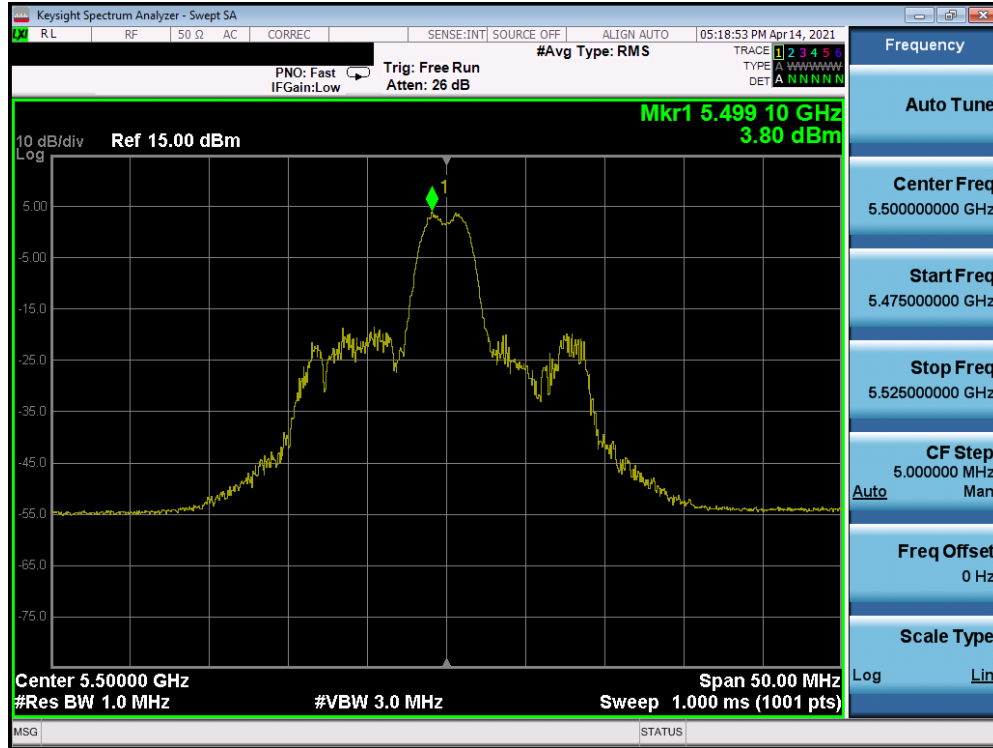 Keysight Spectrum Analyzer - Swept SA
LXI RL RF 50 Ω AC CORREC SENSE:INT SOURCE OFF ALIGN AUTO 05:18:53 PM Apr 14, 2021
#Avg Type: RMS
TRACE 1 2 3 4 5 6
PNO: Fast Trig: Free Run
TYPE A WWWWW
IFGain:Low Atten: 26 dB
DET A N N N N N
Mkr1 5.499 10 GHz
3.80 dBm
10 dB/div Ref 15.00 dBm
Log
1
5.00
-5.00
-15.0
-25.0
-35.0
-45.0
-55.0
-65.0
-75.0
Center 5.50000 GHz Span 50.00 MHz
#Res BW 1.0 MHz #VBW 3.0 MHz Sweep 1.000 ms (1001 pts)
MSG STATUS
Frequency
Auto Tune
Center Freq
5.500000000 GHz
Start Freq
5.475000000 GHz
Stop Freq
5.525000000 GHz
CF Step
5.000000 MHz
Auto Man
Freq Offset
0 Hz
Scale Type
Log Lin